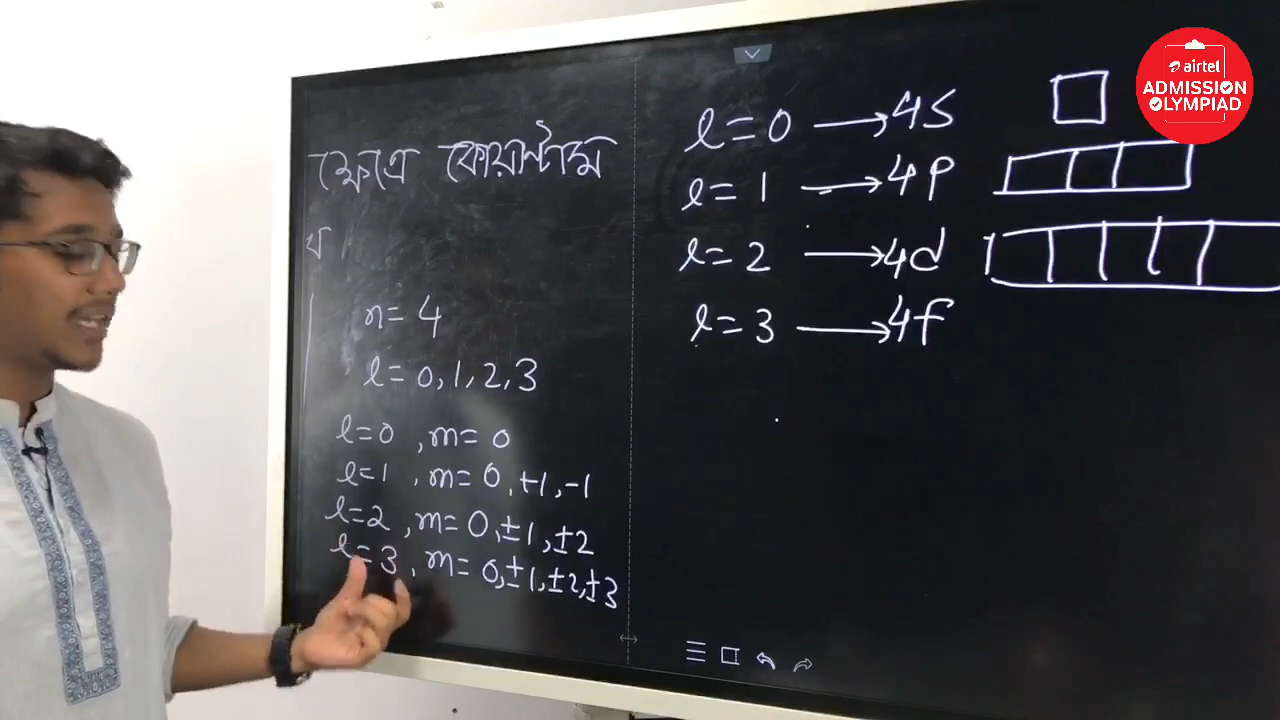 ক্ষেত্রে কোয়ান্টাম
n= 4
l= 0,1,2,3
l=0 , m= 0
l=1 , m= 0,+1,-1
l=2 , m= 0,±1,±2
l=3 , m= 0,±1,±2,±3
l=0 → 4s
l=1 → 4p
l=2 → 4d
l=3 → 4f
airtel
ADMISSION
OLYMPIAD